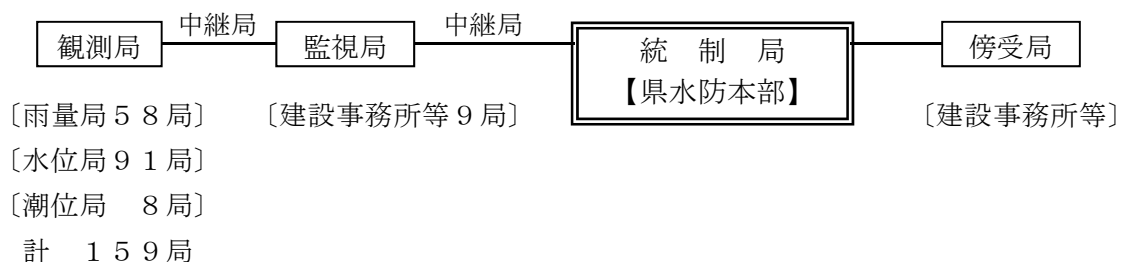 中継局 中継局
観測局 監視局 統 制 局 傍受局
【県水防本部】
〔雨量局５８局〕 〔建設事務所等９局〕 〔建設事務所等〕
〔水位局９１局〕
〔潮位局 ８局〕
計 １５９局